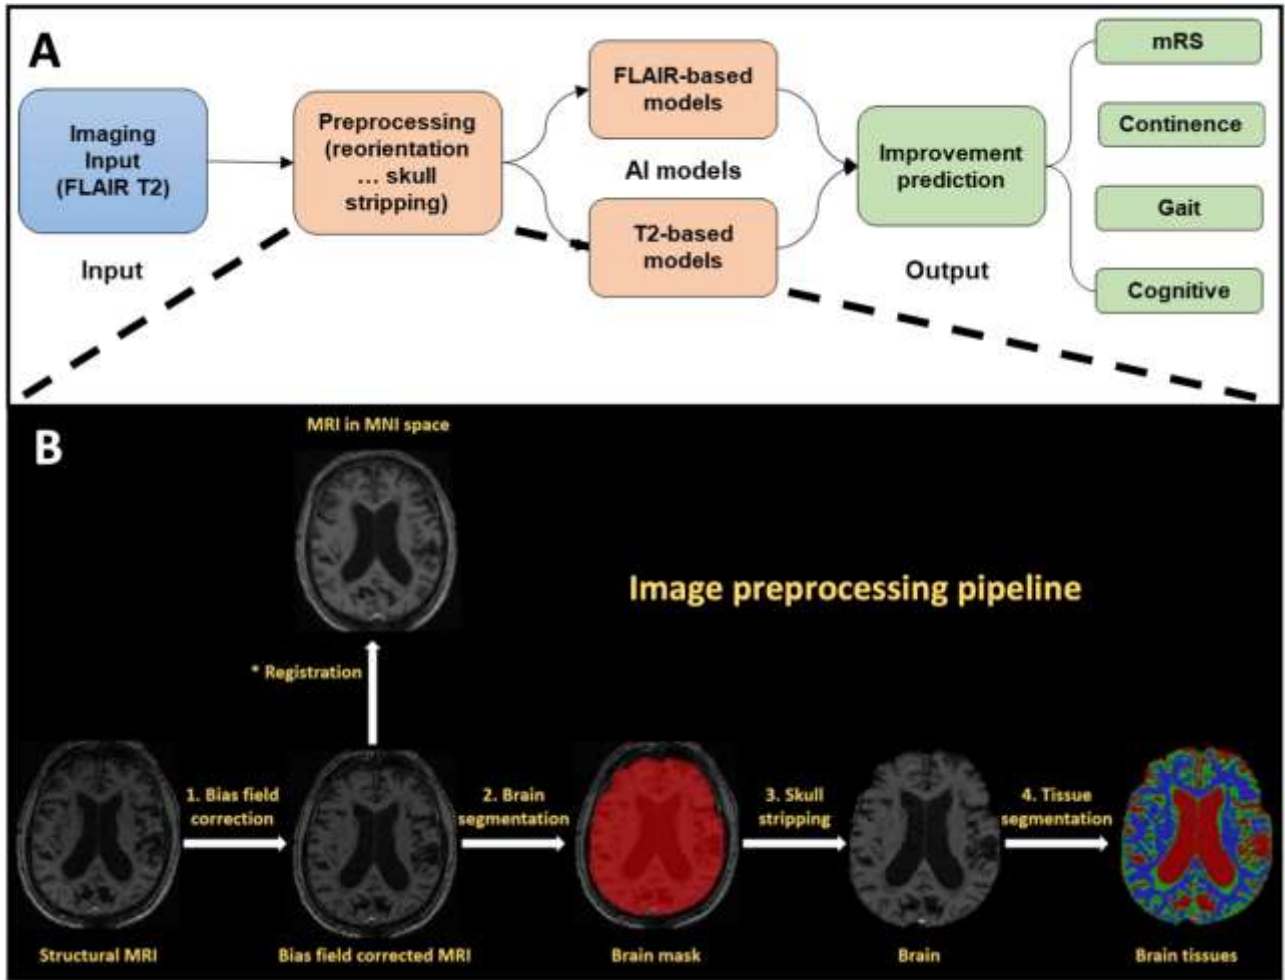 A
Imaging
Input
(FLAIR T2)
Input
Preprocessing
(reorientation
... skull
stripping)
FLAIR-based
models
AI models
T2-based
models
Improvement
prediction
Output
mRS
Continence
Gait
Cognitive
B
MRI in MNI space
Image preprocessing pipeline
* Registration
1. Bias field
correction
2. Brain
segmentation
3. Skull
stripping
4. Tissue
segmentation
Structural MRI
Bias field corrected MRI
Brain mask
Brain
Brain tissues